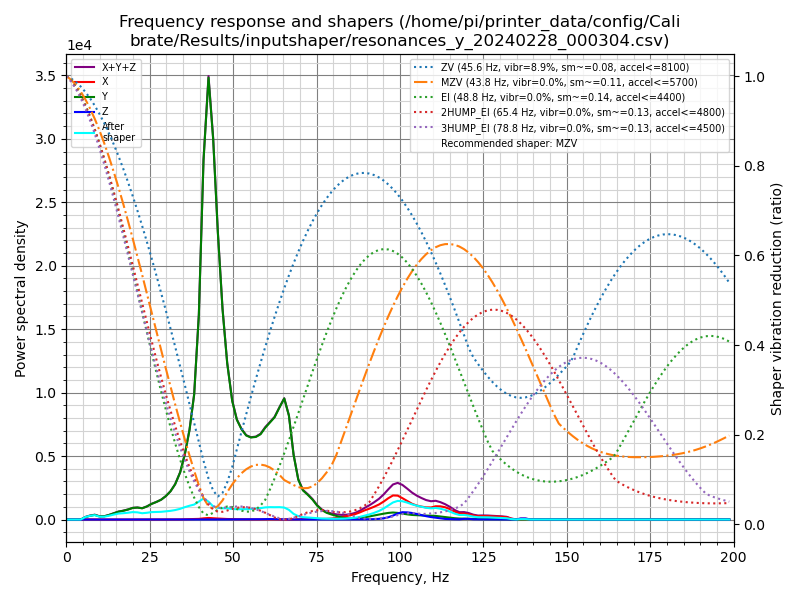 Frequency response and shapers (/home/pi/printer_data/config/Cali
brate/Results/inputshaper/resonances_y_20240228_000304.csv)
1e4
X+Y+Z
X
Y
Z
After
shaper
ZV (45.6 Hz, vibr=8.9%, sm~=0.08, accel<=8100)
MZV (43.8 Hz, vibr=0.0%, sm~=0.11, accel<=5700)
EI (48.8 Hz, vibr=0.0%, sm~=0.14, accel<=4400)
2HUMP_EI (65.4 Hz, vibr=0.0%, sm~=0.13, accel<=4800)
3HUMP_EI (78.8 Hz, vibr=0.0%, sm~=0.13, accel<=4500)
Recommended shaper: MZV
Power spectral density
3.5
3.0
2.5
2.0
1.5
1.0
0.5
0.0
1.0
0.8
0.6
0.4
0.2
0.0
Shaper vibration reduction (ratio)
0 25 50 75 100 125 150 175 200
Frequency, Hz